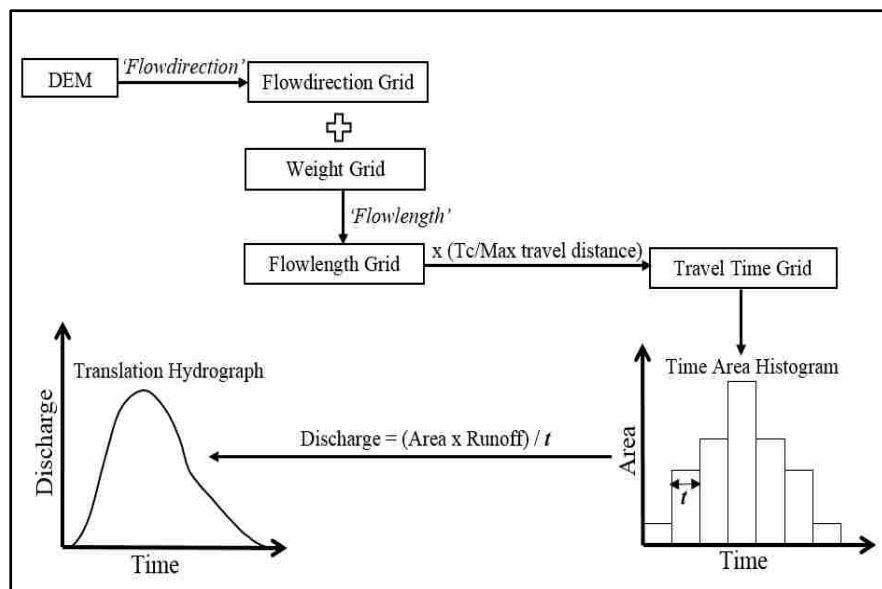 DEM
‘Flowdirection’
Flowdirection Grid
Weight Grid
‘Flowlength’
Flowlength Grid
x (Tc/Max travel distance)
Travel Time Grid
Translation Hydrograph
Discharge
Time
Discharge = (Area x Runoff) / t
Time Area Histogram
Area
t
Time